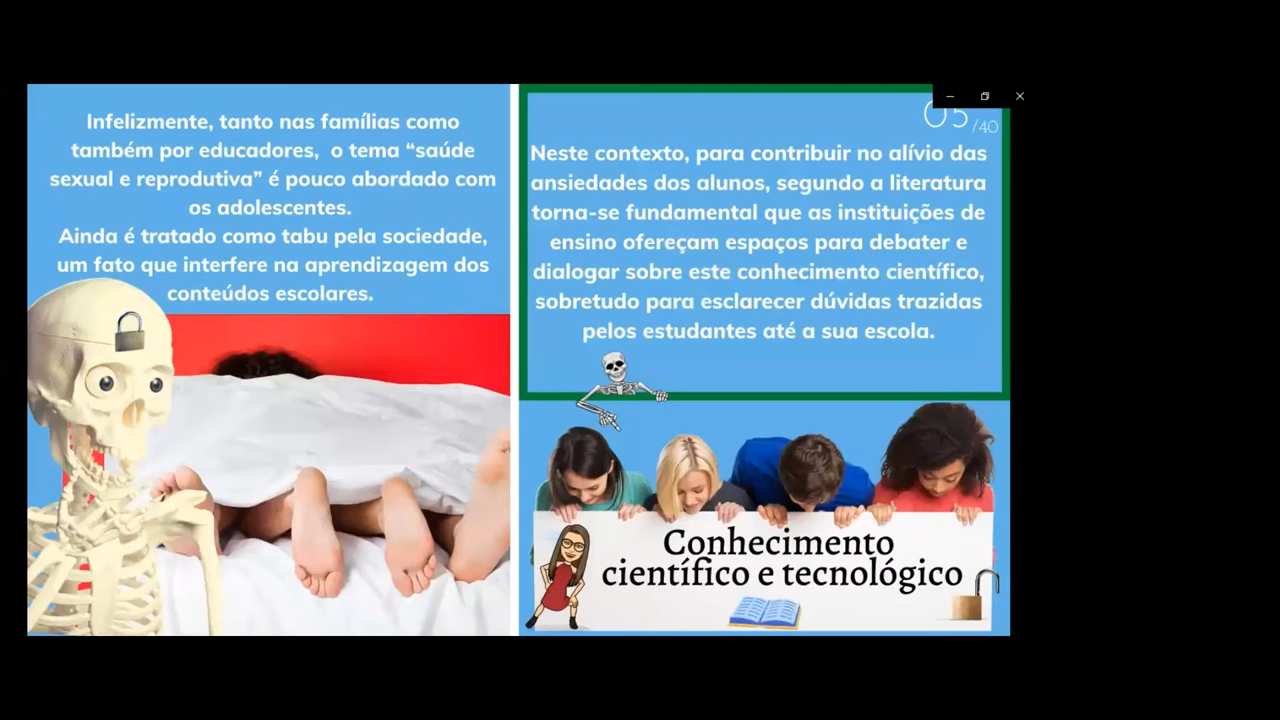 Infelizmente, tanto nas famílias como
também por educadores, o tema “saúde
sexual e reprodutiva” é pouco abordado com
os adolescentes.
Ainda é tratado como tabu pela sociedade,
um fato que interfere na aprendizagem dos
conteúdos escolares.
05/40
Neste contexto, para contribuir no alívio das
ansiedades dos alunos, segundo a literatura
torna-se fundamental que as instituições de
ensino ofereçam espaços para debater e
dialogar sobre este conhecimento científico,
sobretudo para esclarecer dúvidas trazidas
pelos estudantes até a sua escola.
Conhecimento
científico e tecnológico